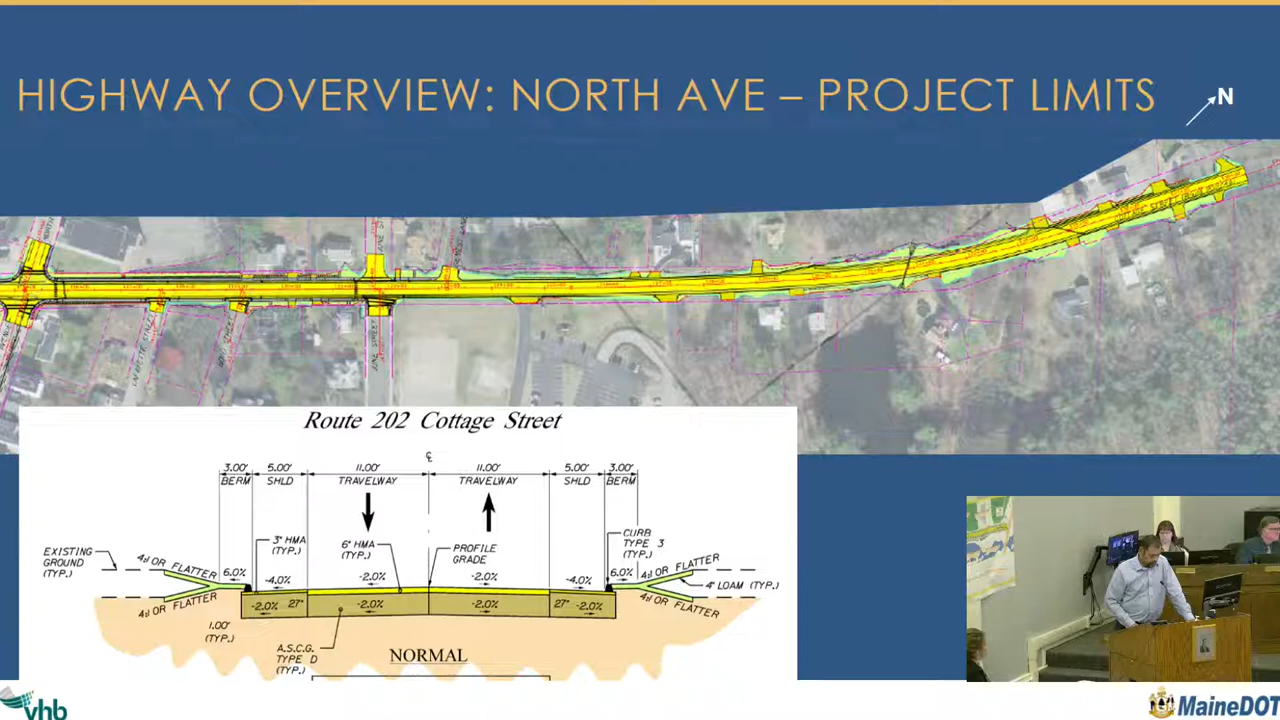 HIGHWAY OVERVIEW: NORTH AVE – PROJECT LIMITS
N
Route 202 Cottage Street
℄
3.00' 5.00' 11.00' 11.00' 5.00' 3.00'
BERM SHLD TRAVELWAY TRAVELWAY SHLD BERM
EXISTING
GROUND
(TYP.)
3" HMA
(TYP.)
6" HMA
(TYP.)
PROFILE
GRADE
CURB
TYPE 3
(TYP.)
4:1 OR FLATTER
6.0% -4.0% -2.0% -2.0% -4.0% 6.0%
4:1 OR FLATTER
4" LOAM (TYP.)
4:1 OR FLATTER
-2.0% 27" -2.0% -2.0% 27" -2.0%
4:1 OR FLATTER
1.00'
(TYP.)
A.S.C.G.
TYPE D
(TYP.)
NORMAL
vhb
MaineDOT